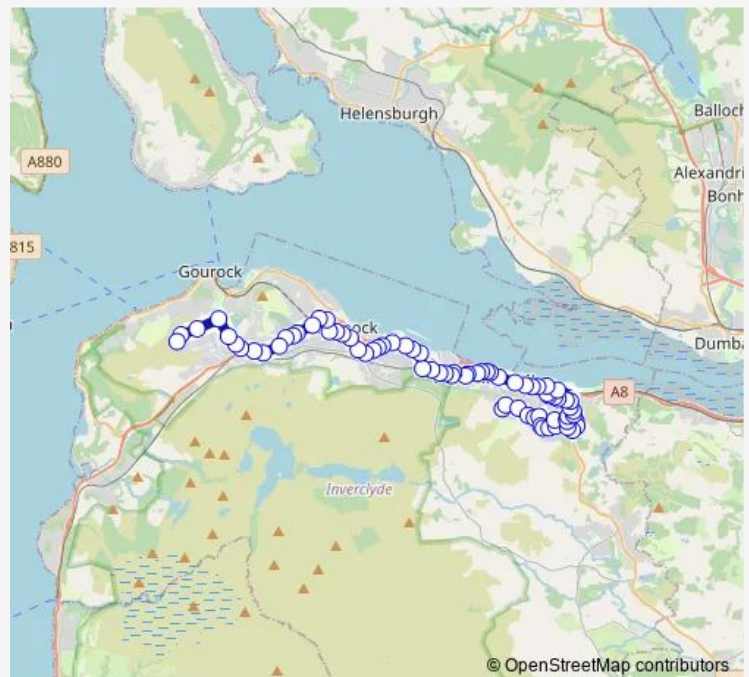 Helensburgh
Balloch
A880
Alexandri
Bonh
815
Gourock
ock
Dumba
A8
Inverclyde
© OpenStreetMap contributors